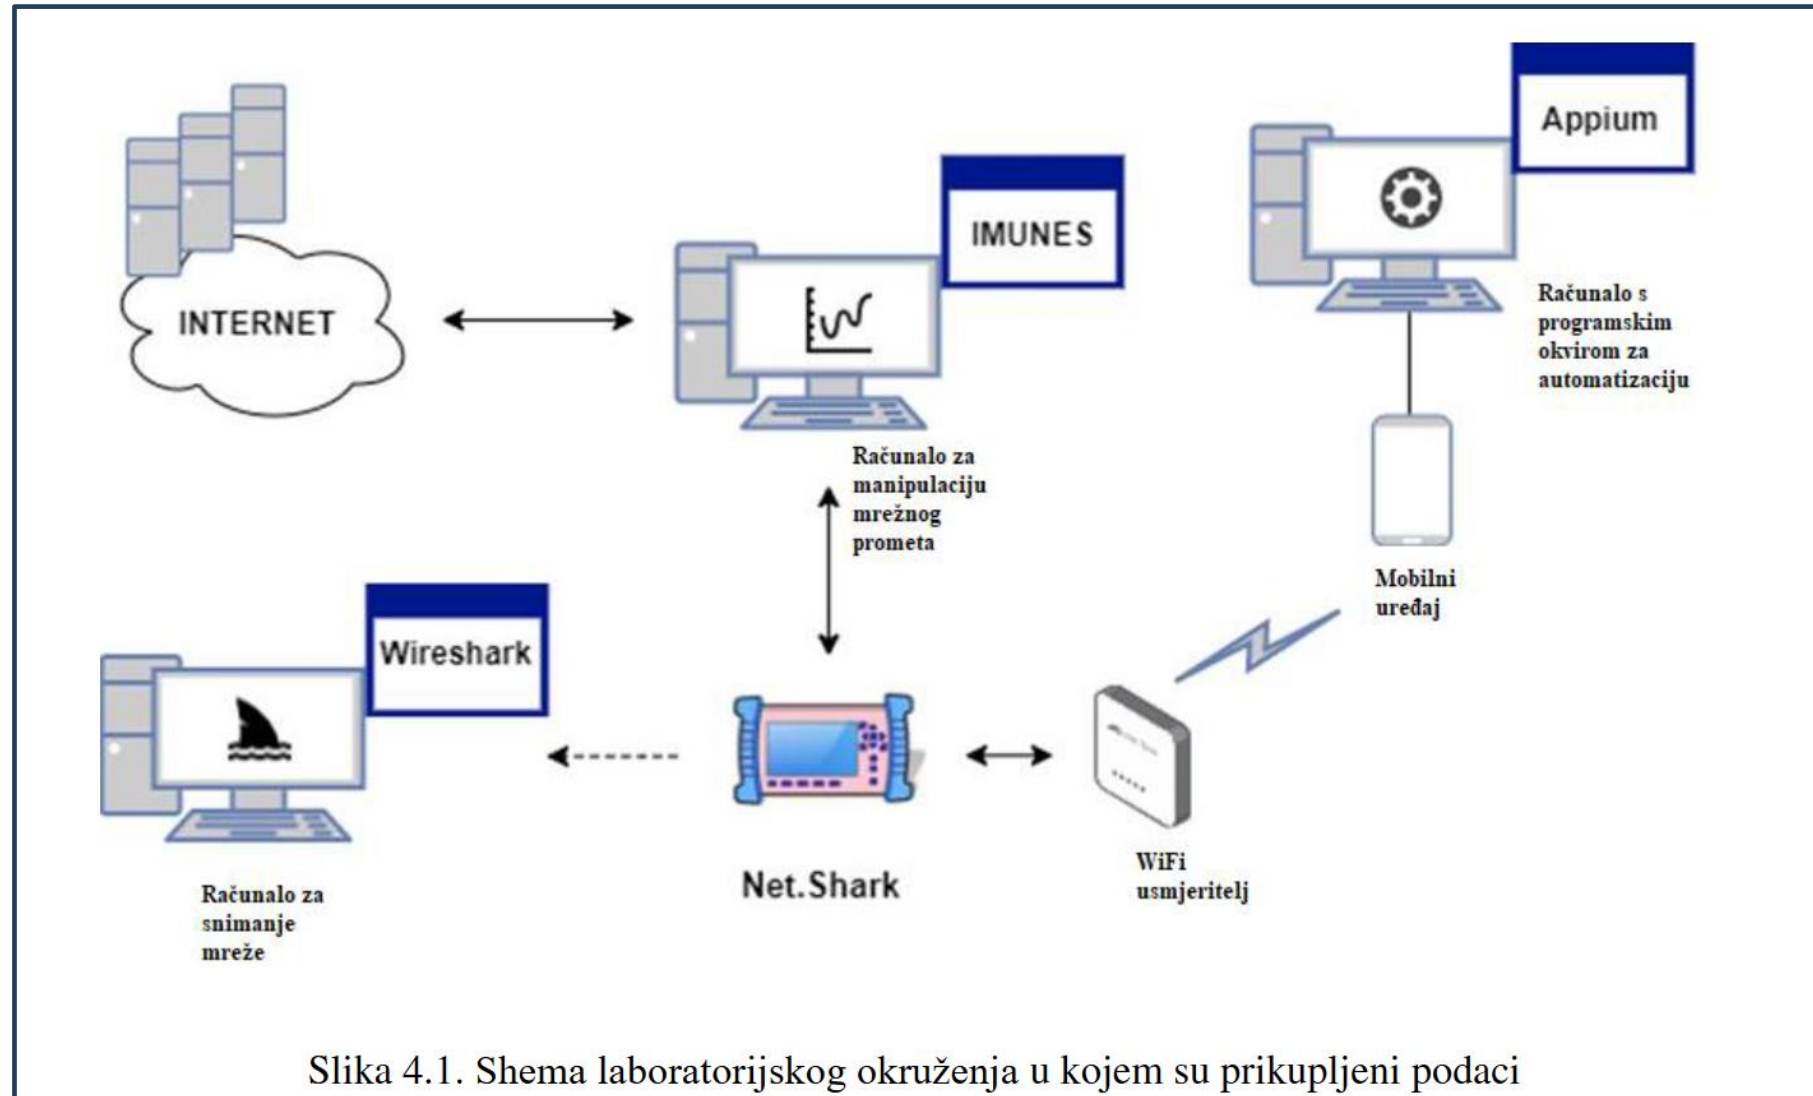 Appium
IMUNES
INTERNET
Računalo s
programskim
okvirom za
automatizaciju
Računalo za
manipulaciju
mrežnog
prometa
Mobilni
uređaj
Wireshark
WiFi
usmjeritelj
Net.Shark
Računalo za
snimanje
mreže
Slika 4.1. Shema laboratorijskog okruženja u kojem su prikupljeni podaci